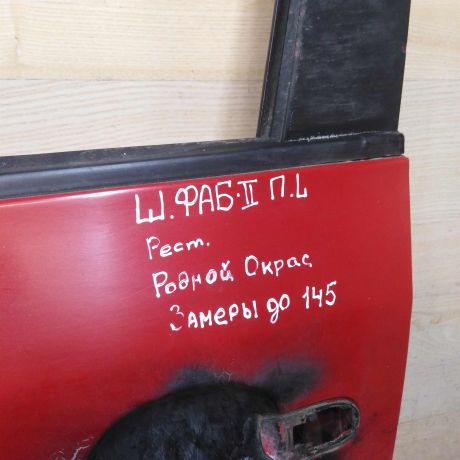 Ш.ФАБ·II П.L
Рест.
Родной Окрас,
Замеры до 145